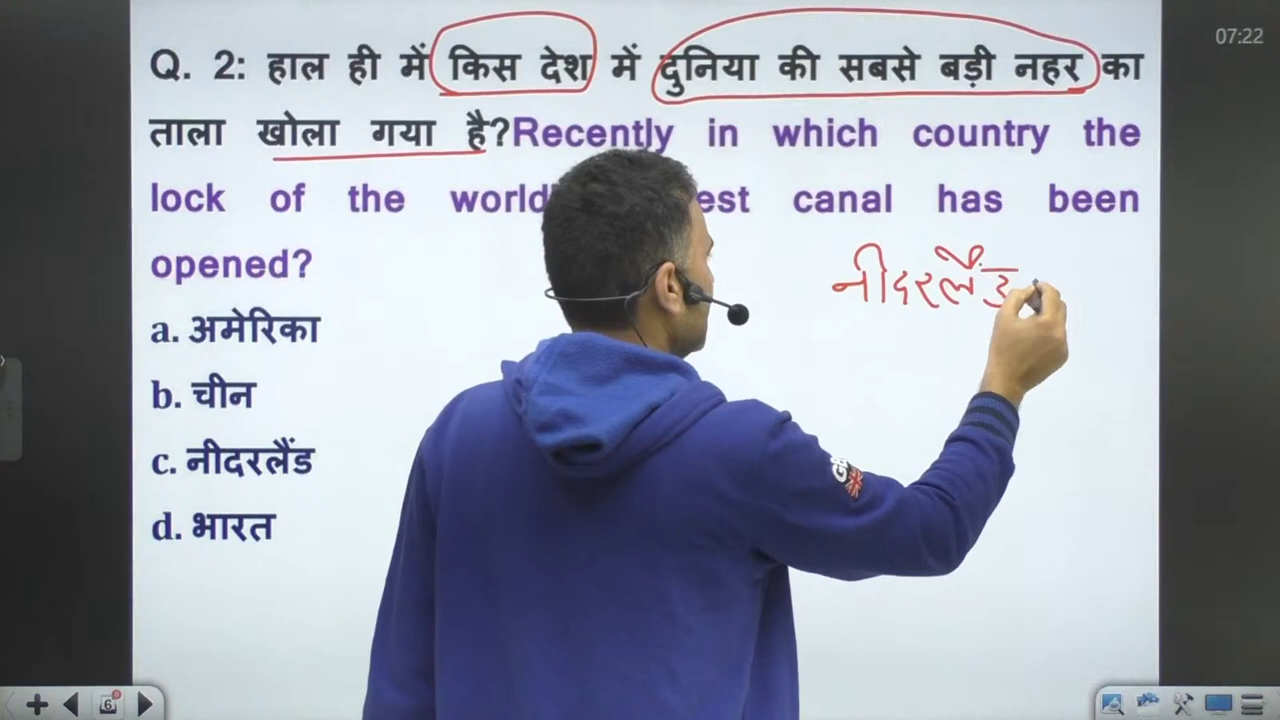 07:22
Q. 2: हाल ही में किस देश में दुनिया की सबसे बड़ी नहर का
ताला खोला गया है?Recently in which country the
lock of the world est canal has been
opened?
नीदरलैंड
a. अमेरिका
b. चीन
c. नीदरलैंड
d. भारत
6